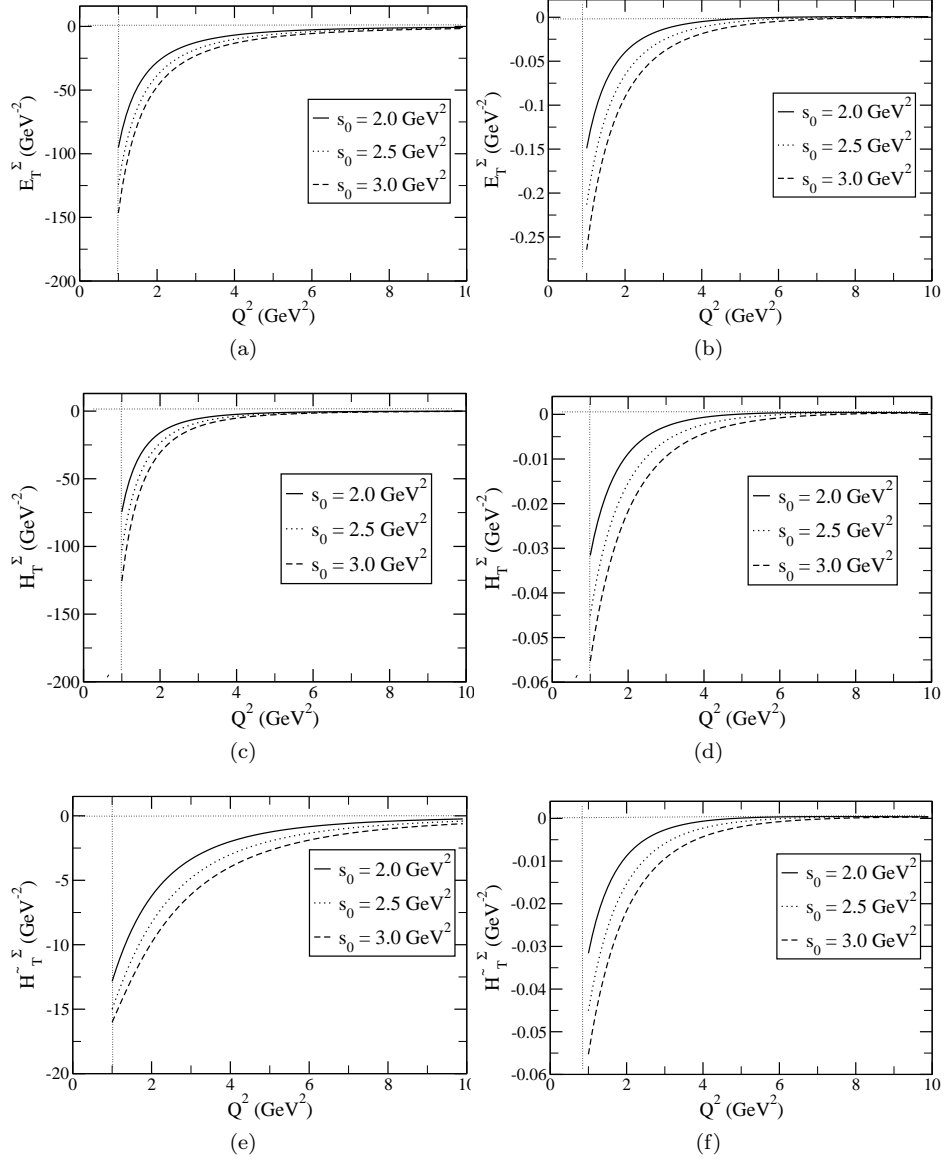 0
-50
-100
-150
-200
E_T^Σ (GeV^-2)
s_0 = 2.0 GeV^2
s_0 = 2.5 GeV^2
s_0 = 3.0 GeV^2
0 2 4 6 8 10
Q^2 (GeV^2)
(a)
0
-0.05
-0.1
-0.15
-0.2
-0.25
E_T^Σ (GeV^-2)
s_0 = 2.0 GeV^2
s_0 = 2.5 GeV^2
s_0 = 3.0 GeV^2
0 2 4 6 8 10
Q^2 (GeV^2)
(b)
0
-50
-100
-150
-200
H_T^Σ (GeV^-2)
s_0 = 2.0 GeV^2
s_0 = 2.5 GeV^2
s_0 = 3.0 GeV^2
0 2 4 6 8 10
Q^2 (GeV^2)
(c)
0
-0.01
-0.02
-0.03
-0.04
-0.05
-0.06
H_T^Σ (GeV^-2)
s_0 = 2.0 GeV^2
s_0 = 2.5 GeV^2
s_0 = 3.0 GeV^2
0 2 4 6 8 10
Q^2 (GeV^2)
(d)
0
-5
-10
-15
-20
H~_T^Σ (GeV^-2)
s_0 = 2.0 GeV^2
s_0 = 2.5 GeV^2
s_0 = 3.0 GeV^2
0 2 4 6 8 10
Q^2 (GeV^2)
(e)
0
-0.01
-0.02
-0.03
-0.04
-0.05
-0.06
H~_T^Σ (GeV^-2)
s_0 = 2.0 GeV^2
s_0 = 2.5 GeV^2
s_0 = 3.0 GeV^2
0 2 4 6 8 10
Q^2 (GeV^2)
(f)